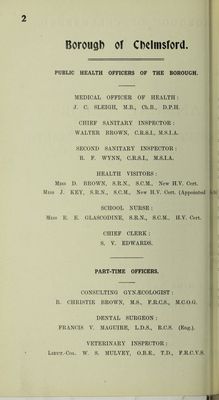 2
Borough of Chelmsford.
PUBLIC HEALTH OFFICERS OF THE BOROUGH.
MEDICAL OFFICER OF HEALTH :
J. C. SLEIGH, M.B., Ch.B., D.P.H.
CHIEF SANITARY INSPECTOR :
WALTER BROWN, C.R.S.I., M.S.I.A.
SECOND SANITARY INSPECTOR :
R. F. WYNN, C.R.S.I., M.S.I.A.
HEALTH VISITORS :
Miss D. BROWN, S.R.N., S.C.M., New H.V. Cert.
Miss J. KEY, S.R.N., S.C.M., New H.V. Cert. (Appointed
SCHOOL NURSE :
Miss E. E. GLASCODINE, S.R.N., S.C.M., H.V. Cert.
CHIEF CLERK :
S. V. EDWARDS.
PART-TIME OFFICERS.
CONSULTING GYNÆCOLOGIST :
R. CHRISTIE BROWN, M.S., F.R.C.S., M.C.O.G.
DENTAL SURGEON :
FRANCIS V. MAGUIRE, L.D.S., R.C.S. (Eng.).
VETERINARY INSPECTOR :
Lieut.-Col. W. S. MULVEY, O.B.E., T.D., F.R.C.V.S.